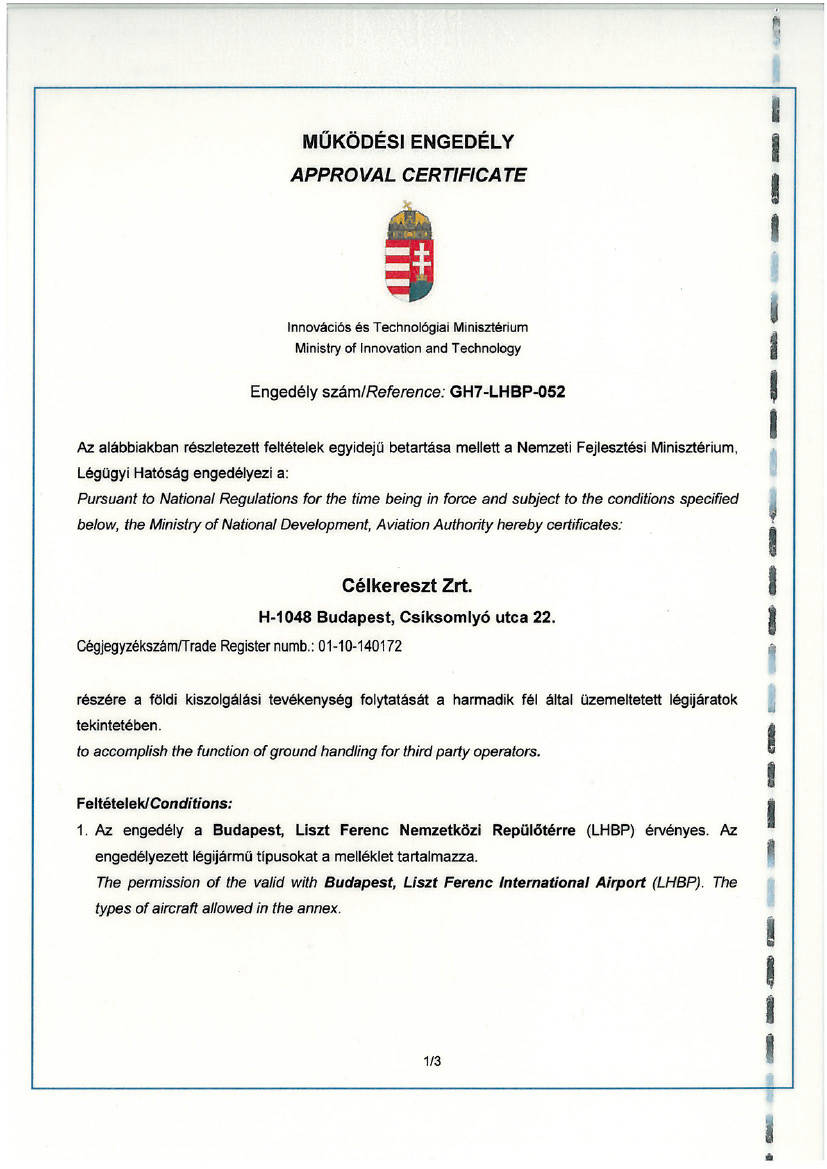 MŰKÖDÉSI ENGEDÉLY
APPROVAL CERTIFICATE
Innovációs és Technológiai Minisztérium
Ministry of Innovation and Technology
Engedély szám/Reference: GH7-LHBP-052
Az alábbiakban részletezett feltételek egyidejű betartása mellett a Nemzeti Fejlesztési Minisztérium,
Légügyi Hatóság engedélyezi a:
Pursuant to National Regulations for the time being in force and subject to the conditions specified
below, the Ministry of National Development, Aviation Authority hereby certificates:
Célkereszt Zrt.
H-1048 Budapest, Csíksomlyó utca 22.
Cégjegyzékszám/Trade Register numb.: 01-10-140172
részére a földi kiszolgálási tevékenység folytatását a harmadik fél által üzemeltetett légijáratok
tekintetében.
to accomplish the function of ground handling for third party operators.
Feltételek/Conditions:
1. Az engedély a Budapest, Liszt Ferenc Nemzetközi Repülőtérre (LHBP) érvényes. Az
engedélyezett légijármű típusokat a melléklet tartalmazza.
The permission of the valid with Budapest, Liszt Ferenc International Airport (LHBP). The
types of aircraft allowed in the annex.
1/3